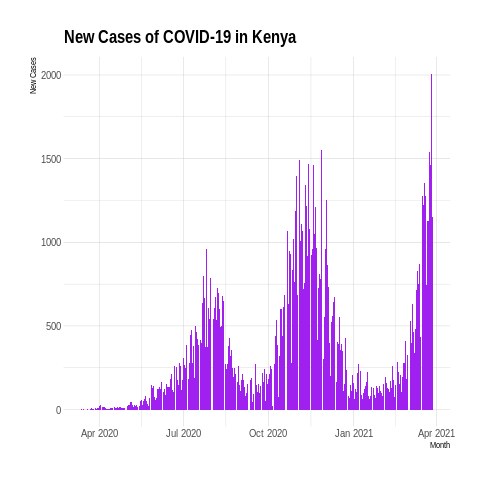 New Cases of COVID-19 in Kenya
New Cases
2000
1500
1000
500
0
Apr 2020
Jul 2020
Oct 2020
Jan 2021
Apr 2021
Month